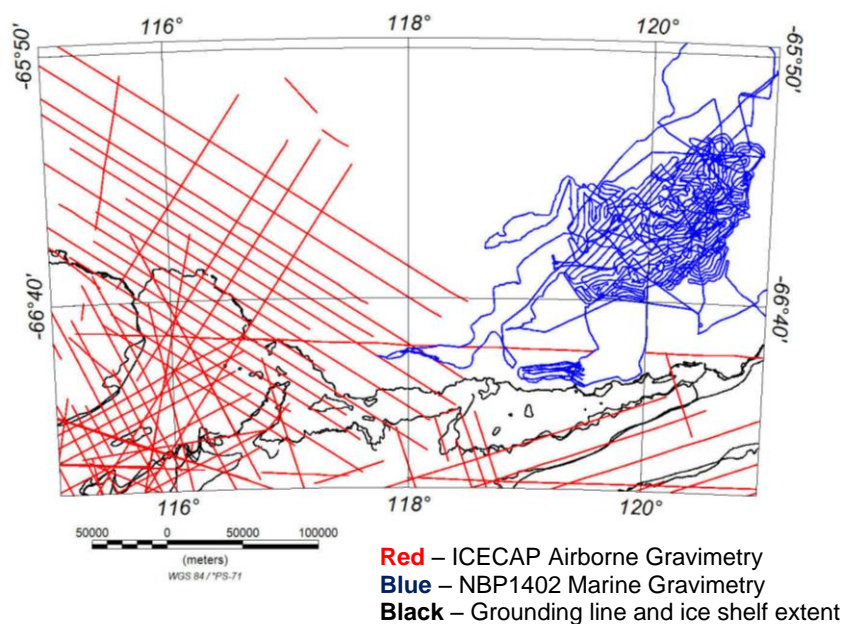 116° 118° 120°
-65°50' -65°50'
-66°40' -66°40'
116° 118° 120°
50000 0 50000 100000
(meters)
WGS 84 / *PS-71
Red – ICECAP Airborne Gravimetry
Blue – NBP1402 Marine Gravimetry
Black – Grounding line and ice shelf extent